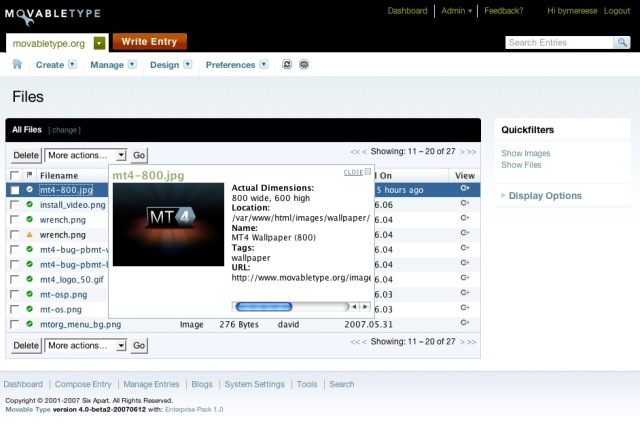 MOVABLETYPE
Dashboard Admin Feedback? Hi byrnereese Logout
movabletype.org Write Entry Search Entries
Create Manage Design Preferences
Files
All Files [ change ]
Delete More actions... Go << < Showing: 11 – 20 of 27 > >>
Filename d On View
mt4-800.jpg 5 hours ago
install_video.png 6.06
wrench.png 6.04
wrench.png 6.04
mt4-bug-pbmt-v 6.04
mt4-bug-pbmt-l 6.04
mt4_logo_50.gif 6.04
mt-osp.png 6.03
mt-os.png 6.03
mtorg_menu_bg.png Image 276 Bytes david 2007.05.31
Delete More actions... Go << < Showing: 11 – 20 of 27 > >>
mt4-800.jpg CLOSE
MT4
Actual Dimensions:
800 wide, 600 high
Location:
/var/www/html/images/wallpaper/
Name:
MT4 Wallpaper (800)
Tags:
wallpaper
URL:
http://www.movabletype.org/image
Quickfilters
Show Images
Show Files
Display Options
Dashboard Compose Entry Manage Entries Blogs System Settings Tools Search
Copyright © 2001-2007 Six Apart. All Rights Reserved.
Movable Type version 4.0-beta2-20070612 with: Enterprise Pack 1.0